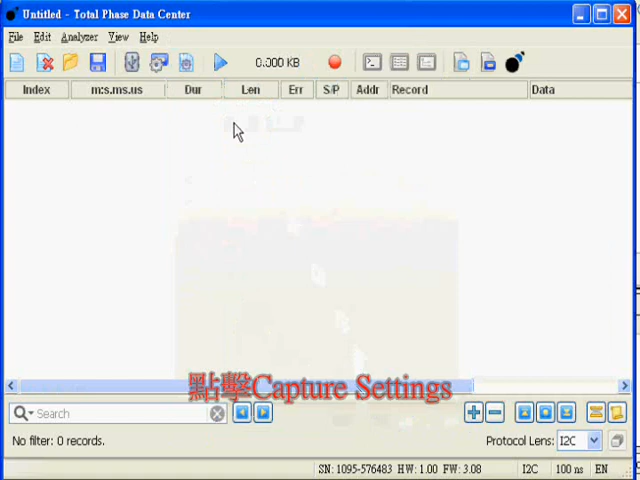 Untitled - Total Phase Data Center
File Edit Analyzer View Help
0.000 KB
Index m:s.ms.us Dur Len Err S/P Addr Record Data
點擊Capture Settings
Search
No filter: 0 records. Protocol Lens: I2C
SN: 1095-576483 HW: 1.00 FW: 3.08 I2C 100 ns EN